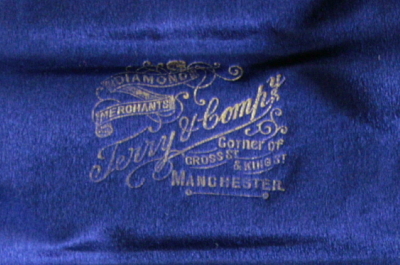 DIAMOND
MERCHANTS
Terry & Compy
Corner of
CROSS ST
& KING ST
MANCHESTER